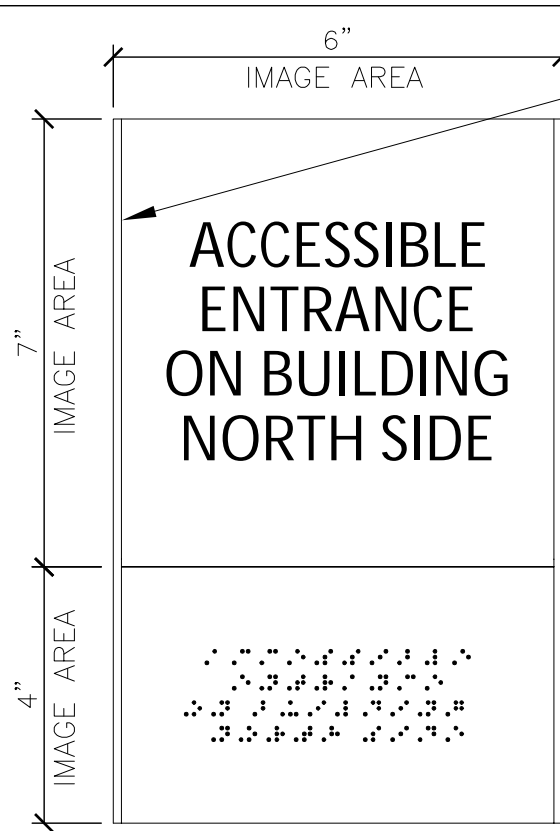 6”
IMAGE AREA
7”
IMAGE AREA
ACCESSIBLE
ENTRANCE
ON BUILDING
NORTH SIDE
4”
IMAGE AREA